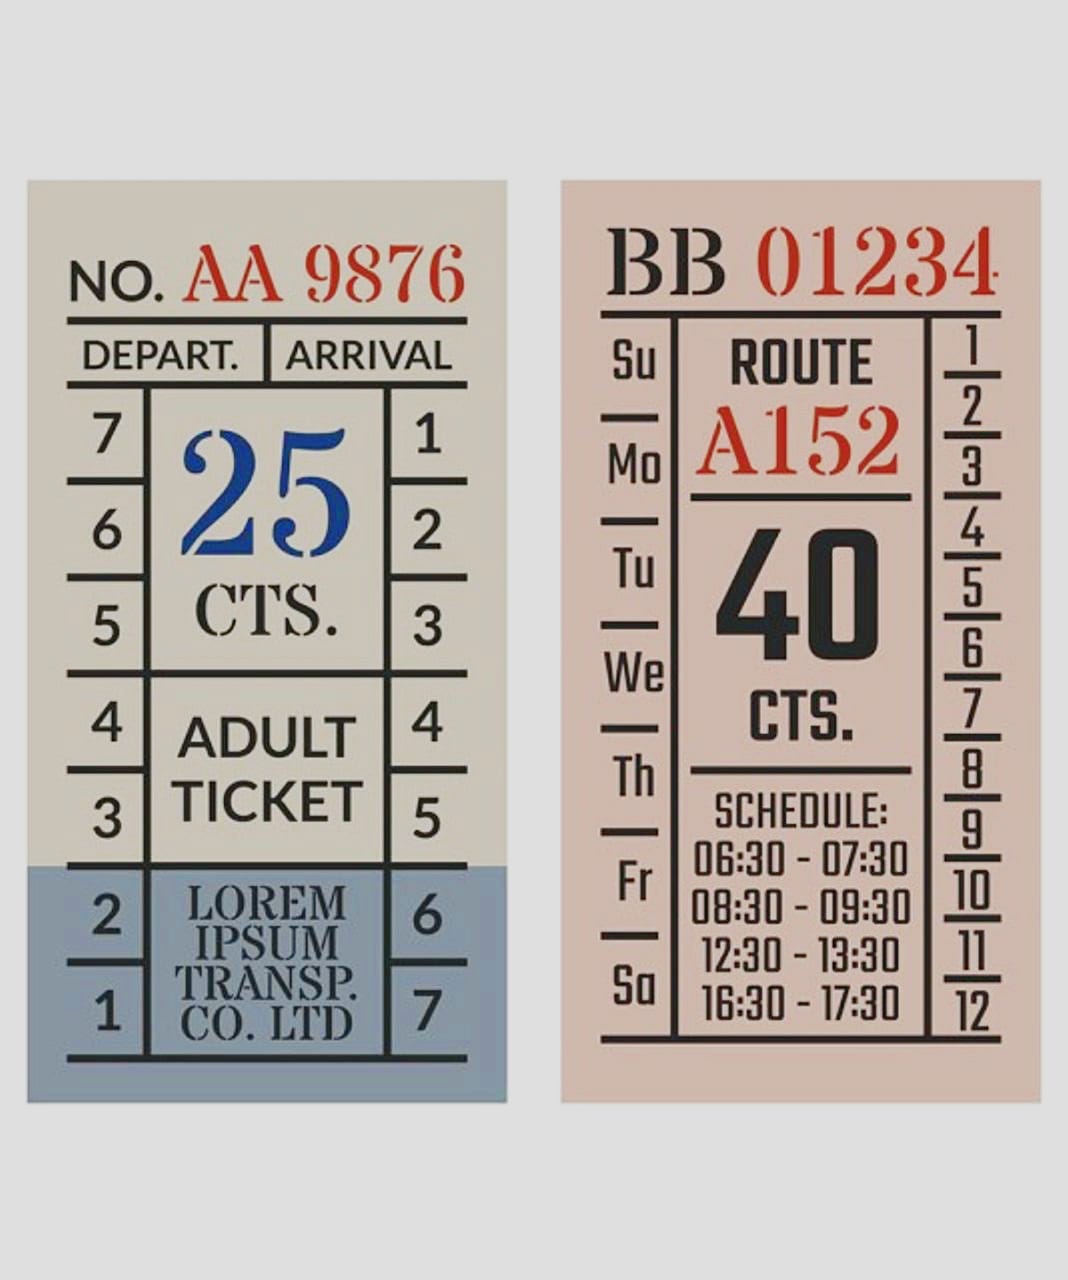 NO. AA 9876
DEPART. ARRIVAL
7
6
5
4
3
2
1
25
CTS.
ADULT
TICKET
LOREM
IPSUM
TRANSP.
CO. LTD
1
2
3
4
5
6
7
BB 01234
Su
Mo
Tu
We
Th
Fr
Sa
ROUTE
A152
40
CTS.
SCHEDULE:
06:30 - 07:30
08:30 - 09:30
12:30 - 13:30
16:30 - 17:30
1
2
3
4
5
6
7
8
9
10
11
12